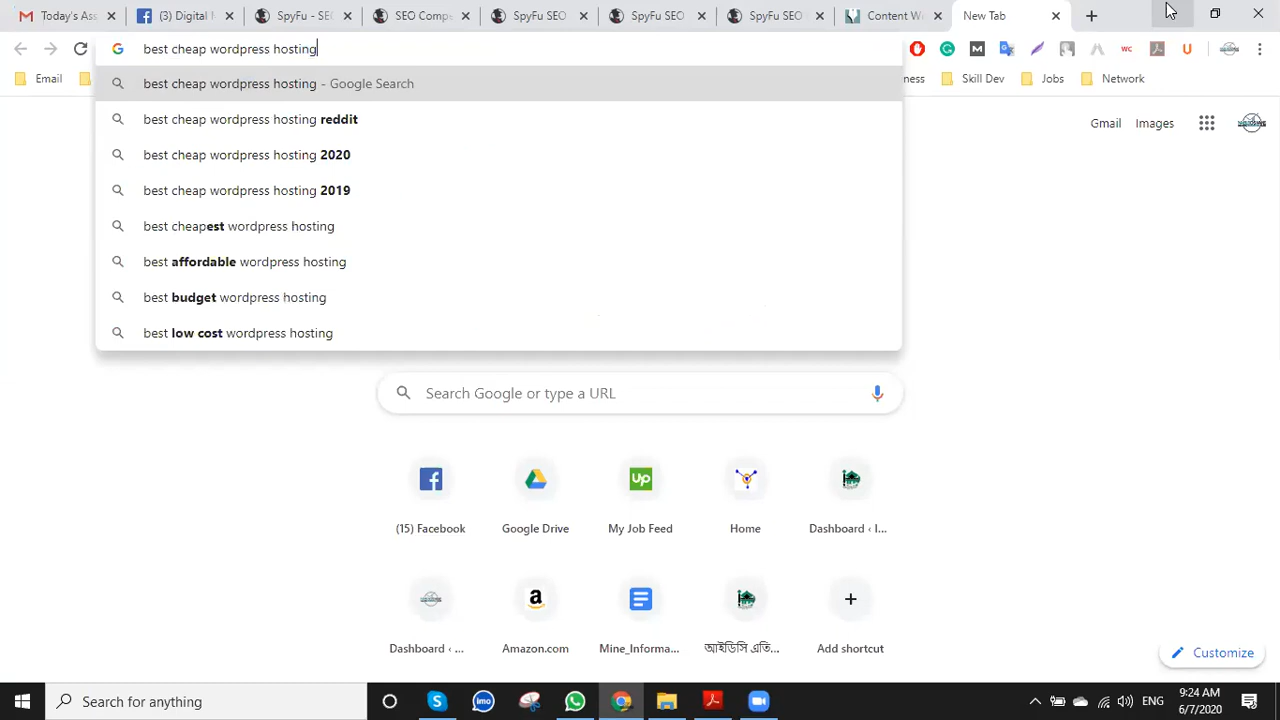 Today's Ass
(3) Digital M
SpyFu - SEC
SEO Compe
SpyFu SEO
SpyFu SEO
SpyFu SEO C
Content Wr
New Tab
best cheap wordpress hosting
Email
ness
Skill Dev
Jobs
Network
best cheap wordpress hosting - Google Search
best cheap wordpress hosting reddit
best cheap wordpress hosting 2020
best cheap wordpress hosting 2019
best cheapest wordpress hosting
best affordable wordpress hosting
best budget wordpress hosting
best low cost wordpress hosting
Gmail
Images
Search Google or type a URL
(15) Facebook
Google Drive
My Job Feed
Home
Dashboard ‹ I...
Dashboard ‹ ...
Amazon.com
Mine_Informa...
আইডিসি এতি...
Add shortcut
Customize
Search for anything
ENG
9:24 AM
6/7/2020